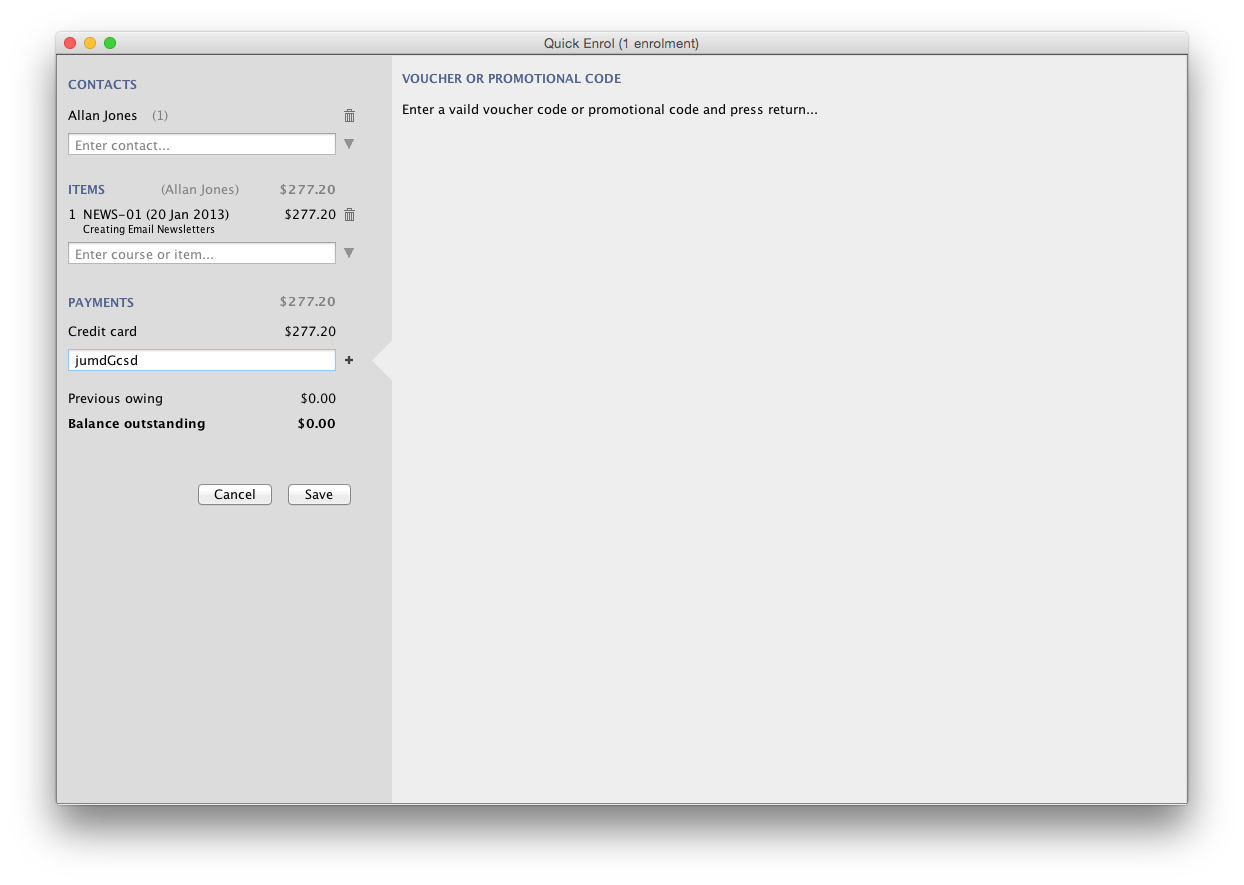 Quick Enrol (1 enrolment)
CONTACTS
Allan Jones (1)
Enter contact...
ITEMS (Allan Jones) $277.20
1 NEWS-01 (20 Jan 2013) $277.20
Creating Email Newsletters
Enter course or item...
PAYMENTS $277.20
Credit card $277.20
jumdGcsd
Previous owing $0.00
Balance outstanding $0.00
Cancel Save
VOUCHER OR PROMOTIONAL CODE
Enter a vaild voucher code or promotional code and press return...